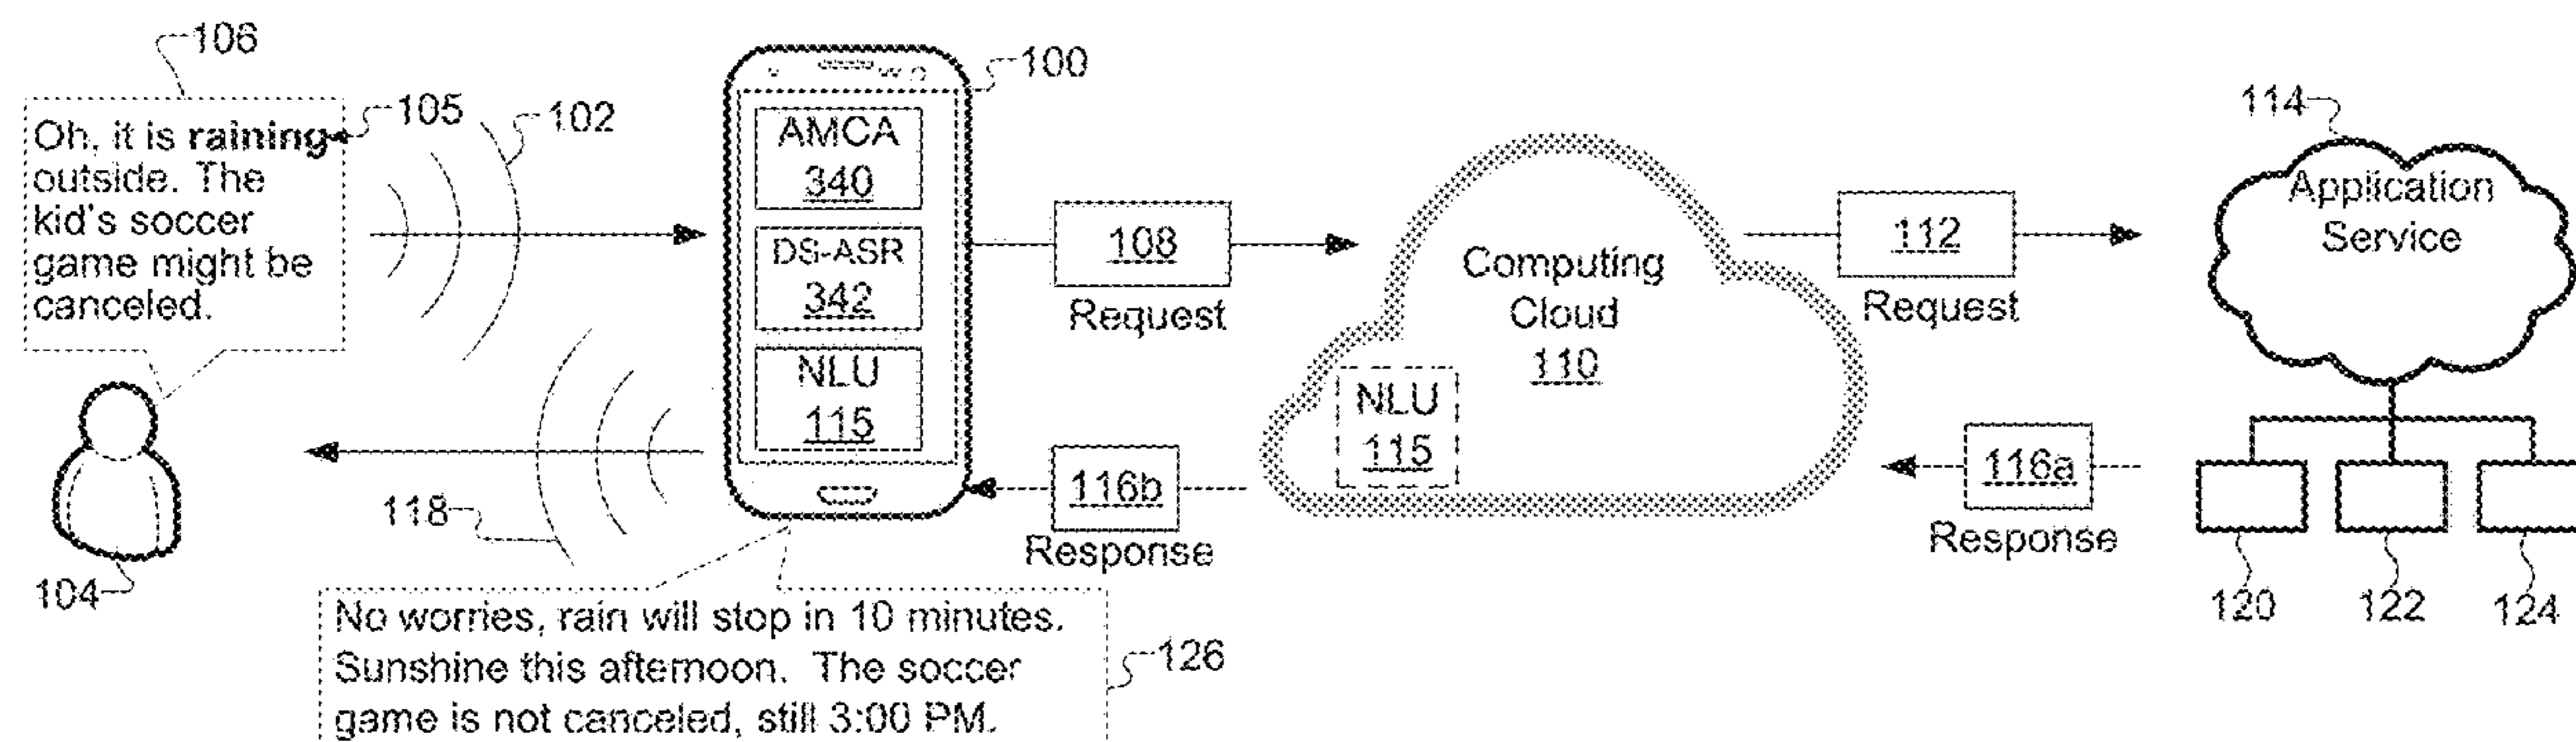 106
105
Oh, it is raining
outside. The
kid's soccer
game might be
canceled.
102
104
118
100
AMCA
340
DS-ASR
342
NLU
115
108
Request
116b
Response
Computing
Cloud
110
NLU
115
112
Request
116a
Response
114
Application
Service
120
122
124
No worries, rain will stop in 10 minutes.
Sunshine this afternoon. The soccer
game is not canceled, still 3:00 PM.
126